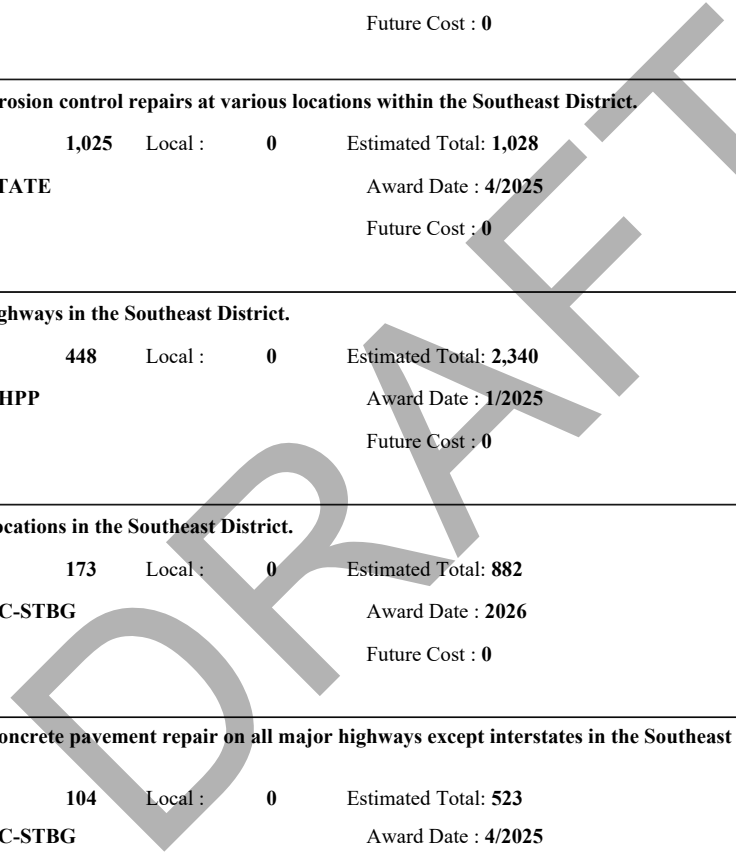 Future Cost : 0
rosion control repairs at various locations within the Southeast District.
1,025 Local : 0 Estimated Total: 1,028
TATE Award Date : 4/2025
Future Cost : 0
ghways in the Southeast District.
448 Local : 0 Estimated Total: 2,340
HPP Award Date : 1/2025
Future Cost : 0
ocations in the Southeast District.
173 Local : 0 Estimated Total: 882
C-STBG Award Date : 2026
Future Cost : 0
oncrete pavement repair on all major highways except interstates in the Southeast
104 Local : 0 Estimated Total: 523
C-STBG Award Date : 4/2025
DRAFT